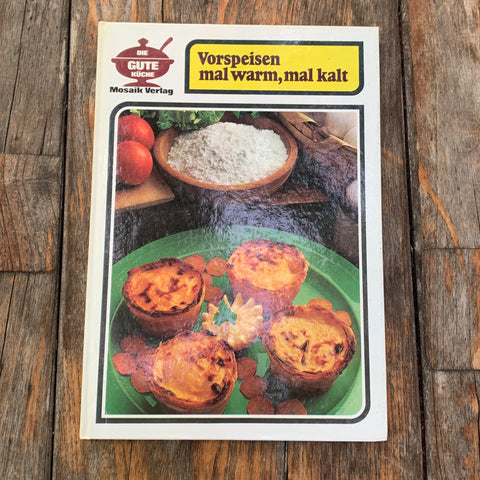 DIE
GUTE
KÜCHE
Mosaik Verlag
Vorspeisen
mal warm, mal kalt